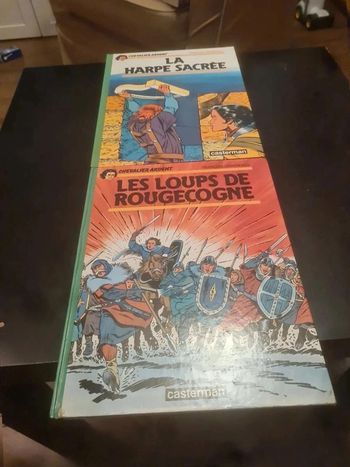 CHEVALIER ARDENT
LA
HARPE SACRÉE
casterman
CHEVALIER ARDENT
LES LOUPS DE
ROUGECOGNE
casterman